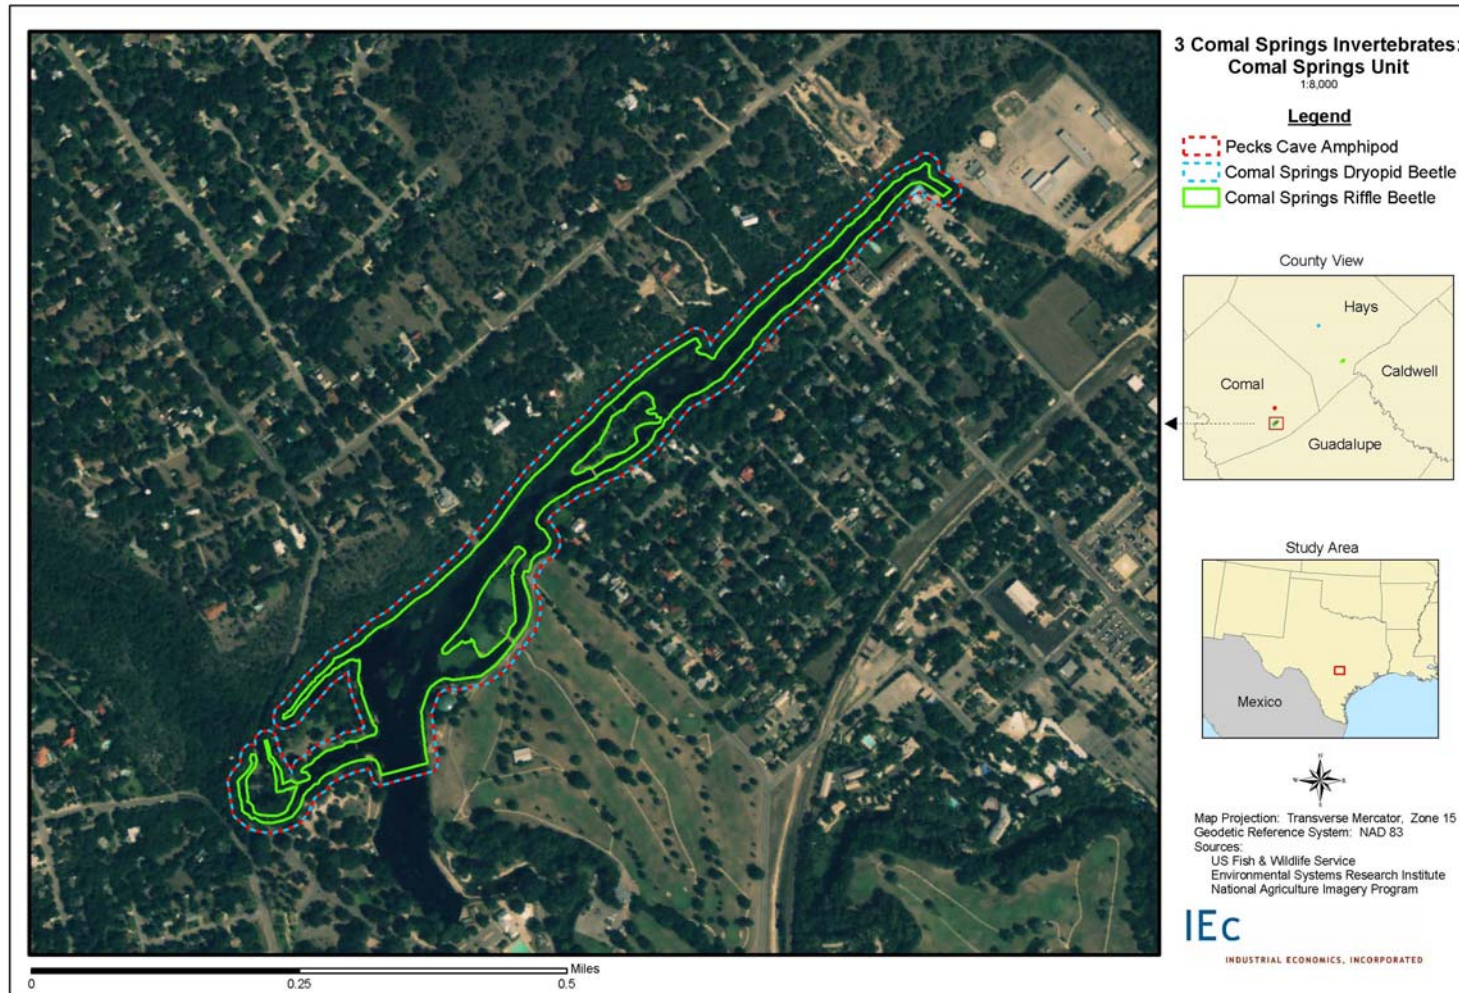 3 Comal Springs Invertebrates:
Comal Springs Unit
1:8,000
Legend
Pecks Cave Amphipod
Comal Springs Dryopid Beetle
Comal Springs Riffle Beetle
County View
Hays
Comal
Caldwell
Guadalupe
Study Area
Mexico
N
W
E
S
Map Projection: Transverse Mercator, Zone 15
Geodetic Reference System: NAD 83
Sources:
US Fish & Wildlife Service
Environmental Systems Research Institute
National Agriculture Imagery Program
IEc
INDUSTRIAL ECONOMICS, INCORPORATED
Miles
0 0.25 0.5